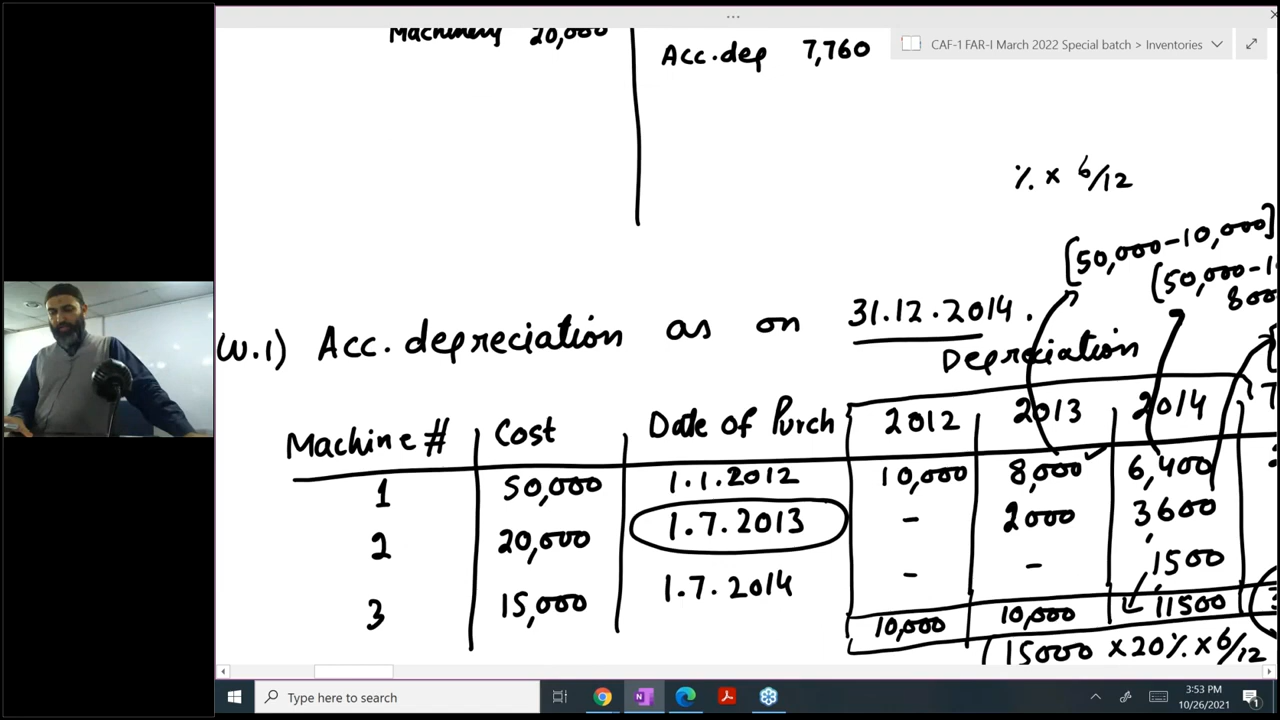 ...
Machinery 20,000
Acc.dep 7,760
CAF-1 FAR-I March 2022 Special batch > Inventories
% × 6/12
[50,000-10,000]
(50,000-1
800
W.1) Acc. depreciation as on 31.12.2014.
Depreciation
Machine # Cost Date of Purch 2012 2013 2014
1 50,000 1.1.2012 10,000 8,000 6,400
2 20,000 1.7.2013 - 2000 3600
3 15,000 1.7.2014 - - 1500
10,000 10,000 11500
(15000 × 20% × 6/12
Type here to search
3:53 PM
10/26/2021
1